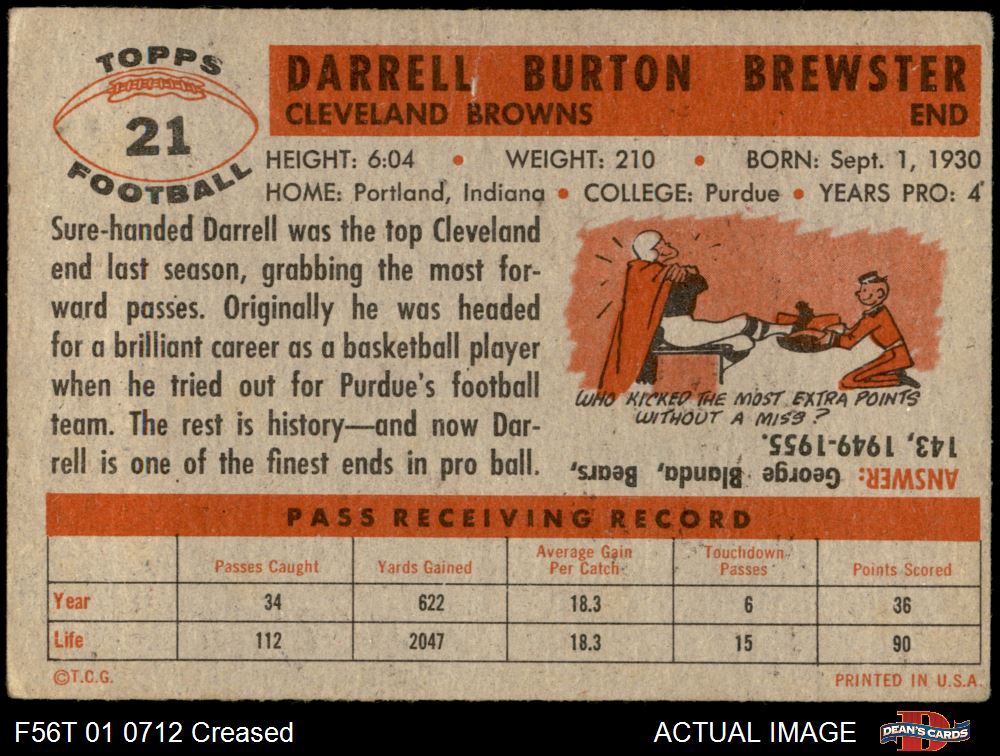 TOPPS
21
FOOTBALL
DARRELL BURTON BREWSTER
CLEVELAND BROWNS END
HEIGHT: 6:04 • WEIGHT: 210 • BORN: Sept. 1, 1930
HOME: Portland, Indiana • COLLEGE: Purdue • YEARS PRO: 4
Sure-handed Darrell was the top Cleveland
end last season, grabbing the most for-
ward passes. Originally he was headed
for a brilliant career as a basketball player
when he tried out for Purdue's football
team. The rest is history—and now Dar-
rell is one of the finest ends in pro ball.
WHO KICKED THE MOST EXTRA POINTS
WITHOUT A MISS?
ANSWER: George Blanda, Bears,
143, 1949-1955.
PASS RECEIVING RECORD
Passes Caught Yards Gained Average Gain Per Catch Touchdown Passes Points Scored
Year 34 622 18.3 6 36
Life 112 2047 18.3 15 90
©T.C.G. PRINTED IN U.S.A.
F56T 01 0712 Creased ACTUAL IMAGE D DEAN'S CARDS